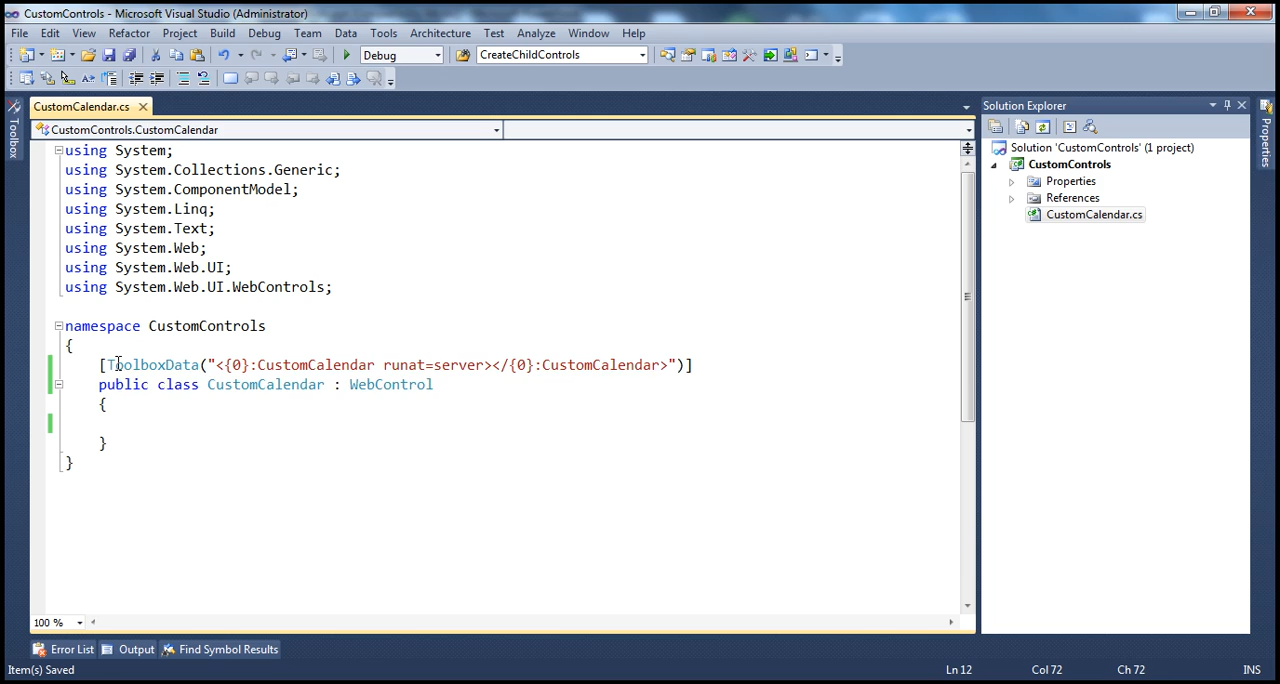 CustomControls - Microsoft Visual Studio (Administrator)
File Edit View Refactor Project Build Debug Team Data Tools Architecture Test Analyze Window Help
Debug CreateChildControls
CustomCalendar.cs
Solution Explorer
CustomControls.CustomCalendar
Toolbox
Properties
using System;
using System.Collections.Generic;
using System.ComponentModel;
using System.Linq;
using System.Text;
using System.Web;
using System.Web.UI;
using System.Web.UI.WebControls;
namespace CustomControls
{
[ToolboxData("<{0}:CustomCalendar runat=server></{0}:CustomCalendar>")]
public class CustomCalendar : WebControl
{
}
}
Solution 'CustomControls' (1 project)
CustomControls
Properties
References
CustomCalendar.cs
100 %
Error List Output Find Symbol Results
Item(s) Saved Ln 12 Col 72 Ch 72 INS